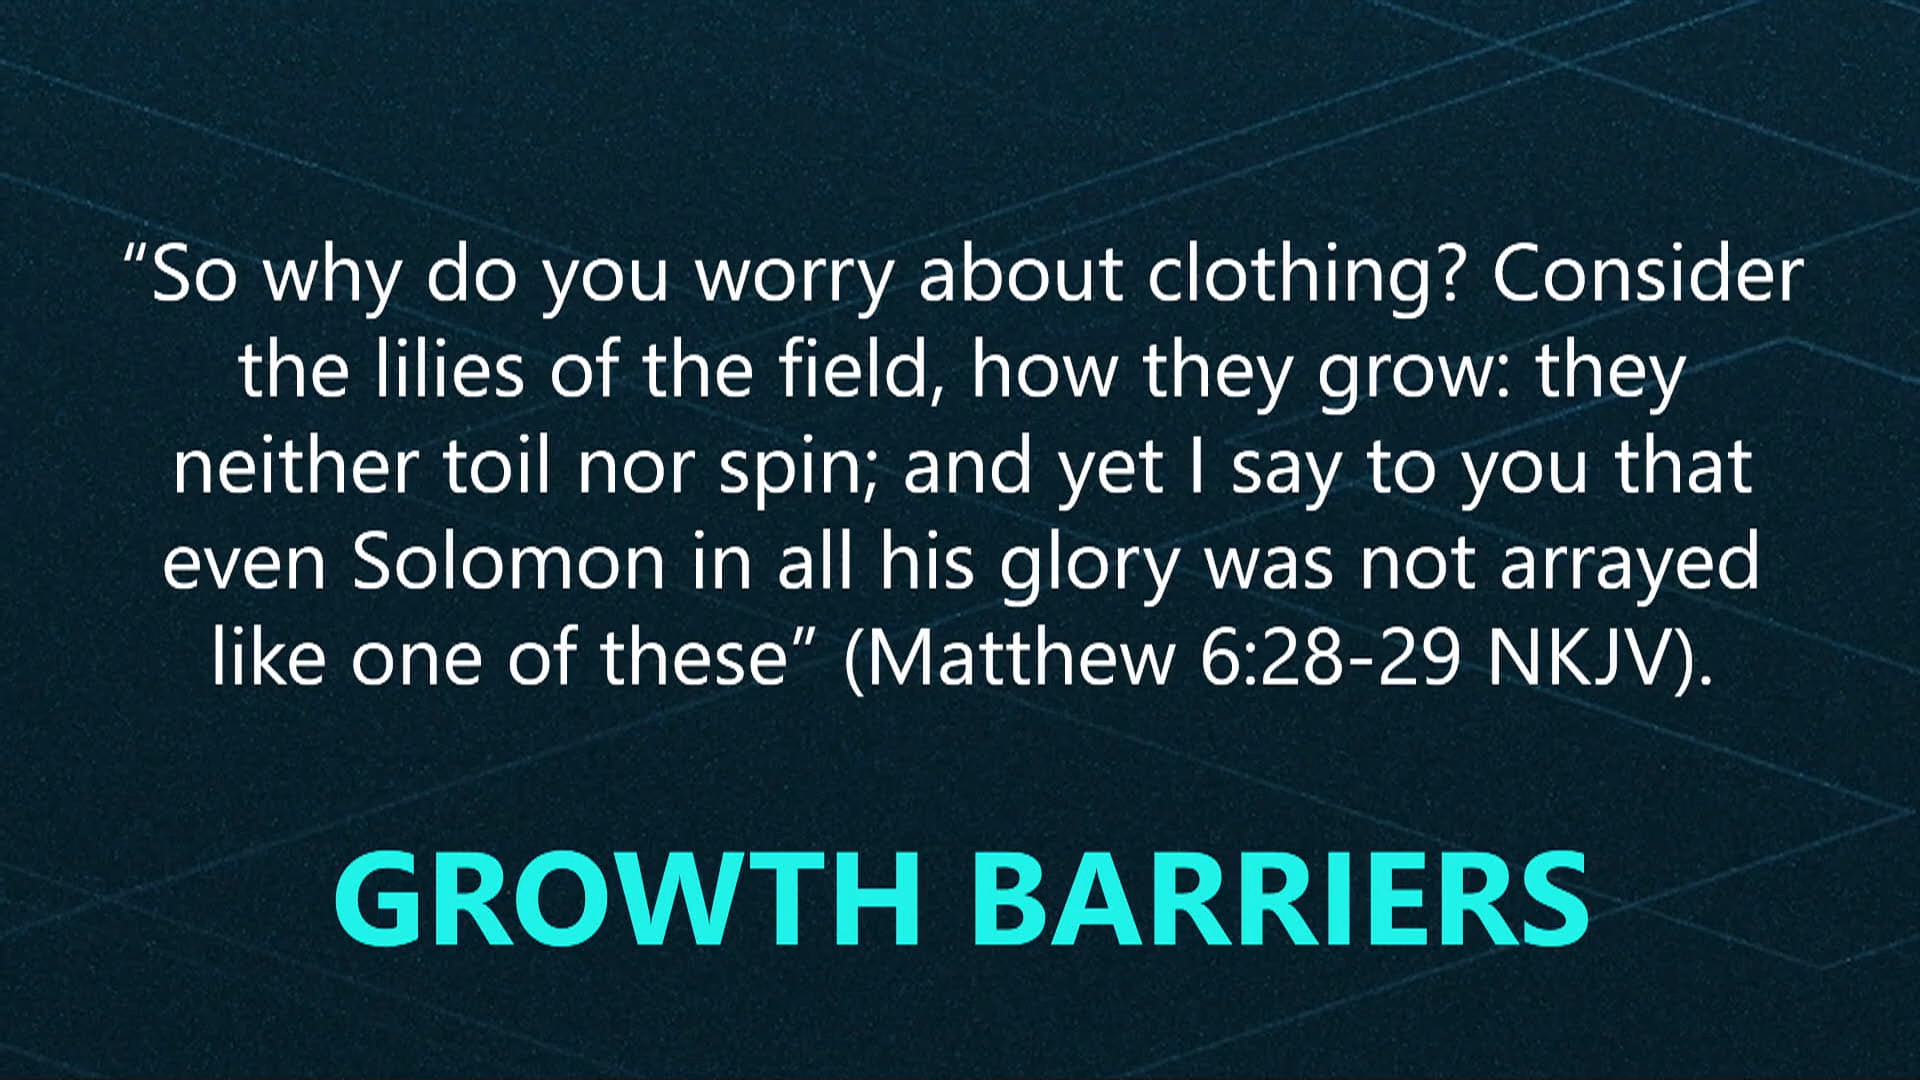 “So why do you worry about clothing? Consider
the lilies of the field, how they grow: they
neither toil nor spin; and yet I say to you that
even Solomon in all his glory was not arrayed
like one of these” (Matthew 6:28-29 NKJV).
GROWTH BARRIERS